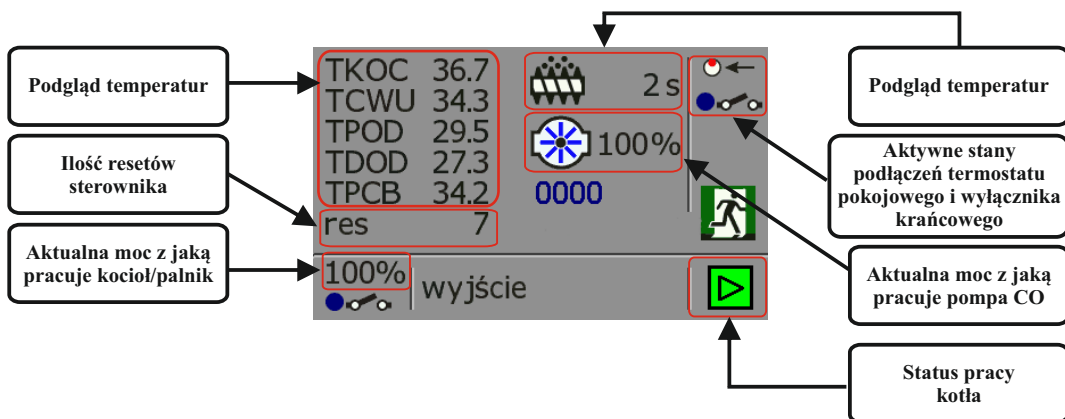 Podgląd temperatur
Ilość resetów
sterownika
Aktualna moc z jaką
pracuje kocioł/palnik
TKOC 36.7
TCWU 34.3
TPOD 29.5
TDOD 27.3
TPCB 34.2
res 7
100%
wyjście
2 s
100%
0000
Podgląd temperatur
Aktywne stany
podłączeń termostatu
pokojowego i wyłącznika
krańcowego
Aktualna moc z jaką
pracuje pompa CO
Status pracy
kotła